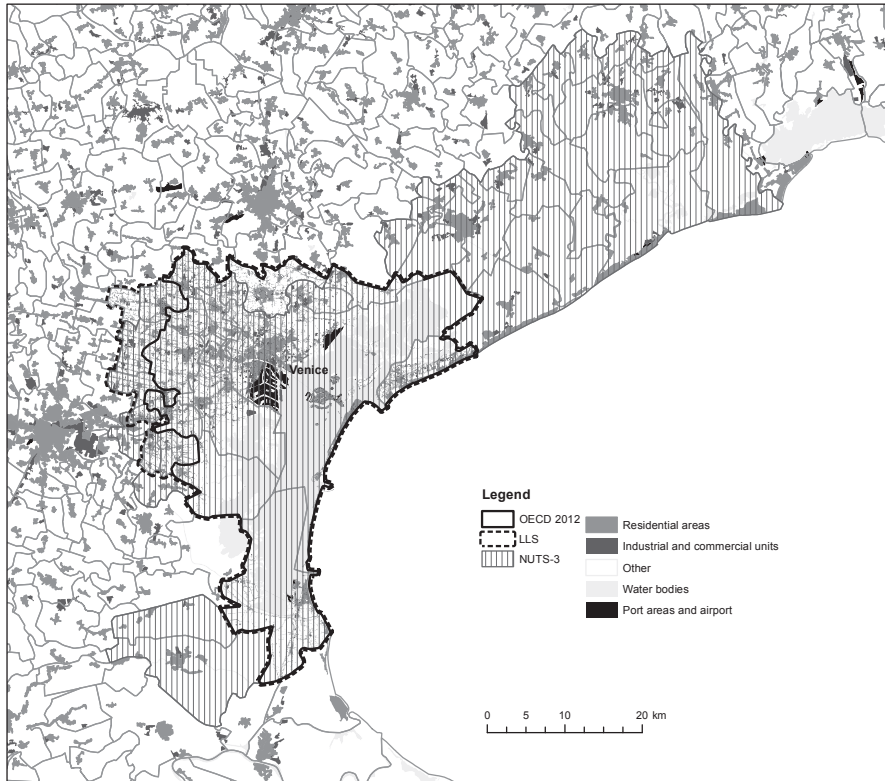 Venice
Legend
OECD 2012
LLS
NUTS-3
Residential areas
Industrial and commercial units
Other
Water bodies
Port areas and airport
0 5 10 20 km